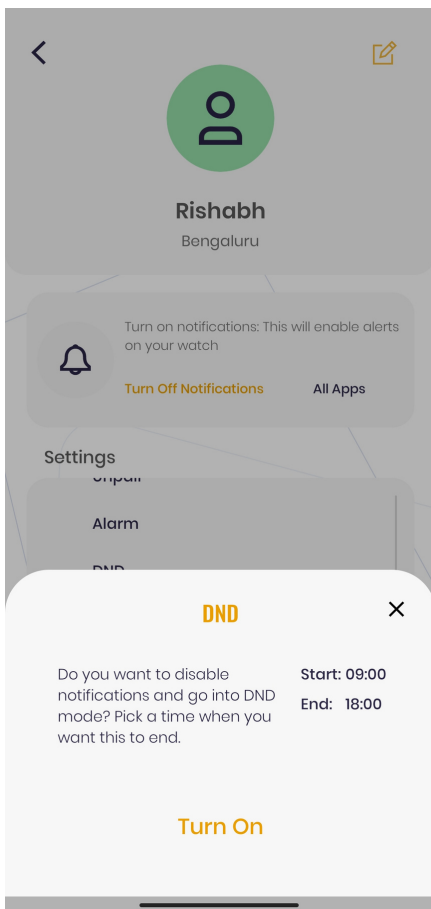 Rishabh
Bengaluru
Turn on notifications: This will enable alerts
on your watch
Turn Off Notifications
All Apps
Settings
Unpair
Alarm
DND
DND
Do you want to disable
notifications and go into DND
mode? Pick a time when you
want this to end.
Start: 09:00
End: 18:00
Turn On